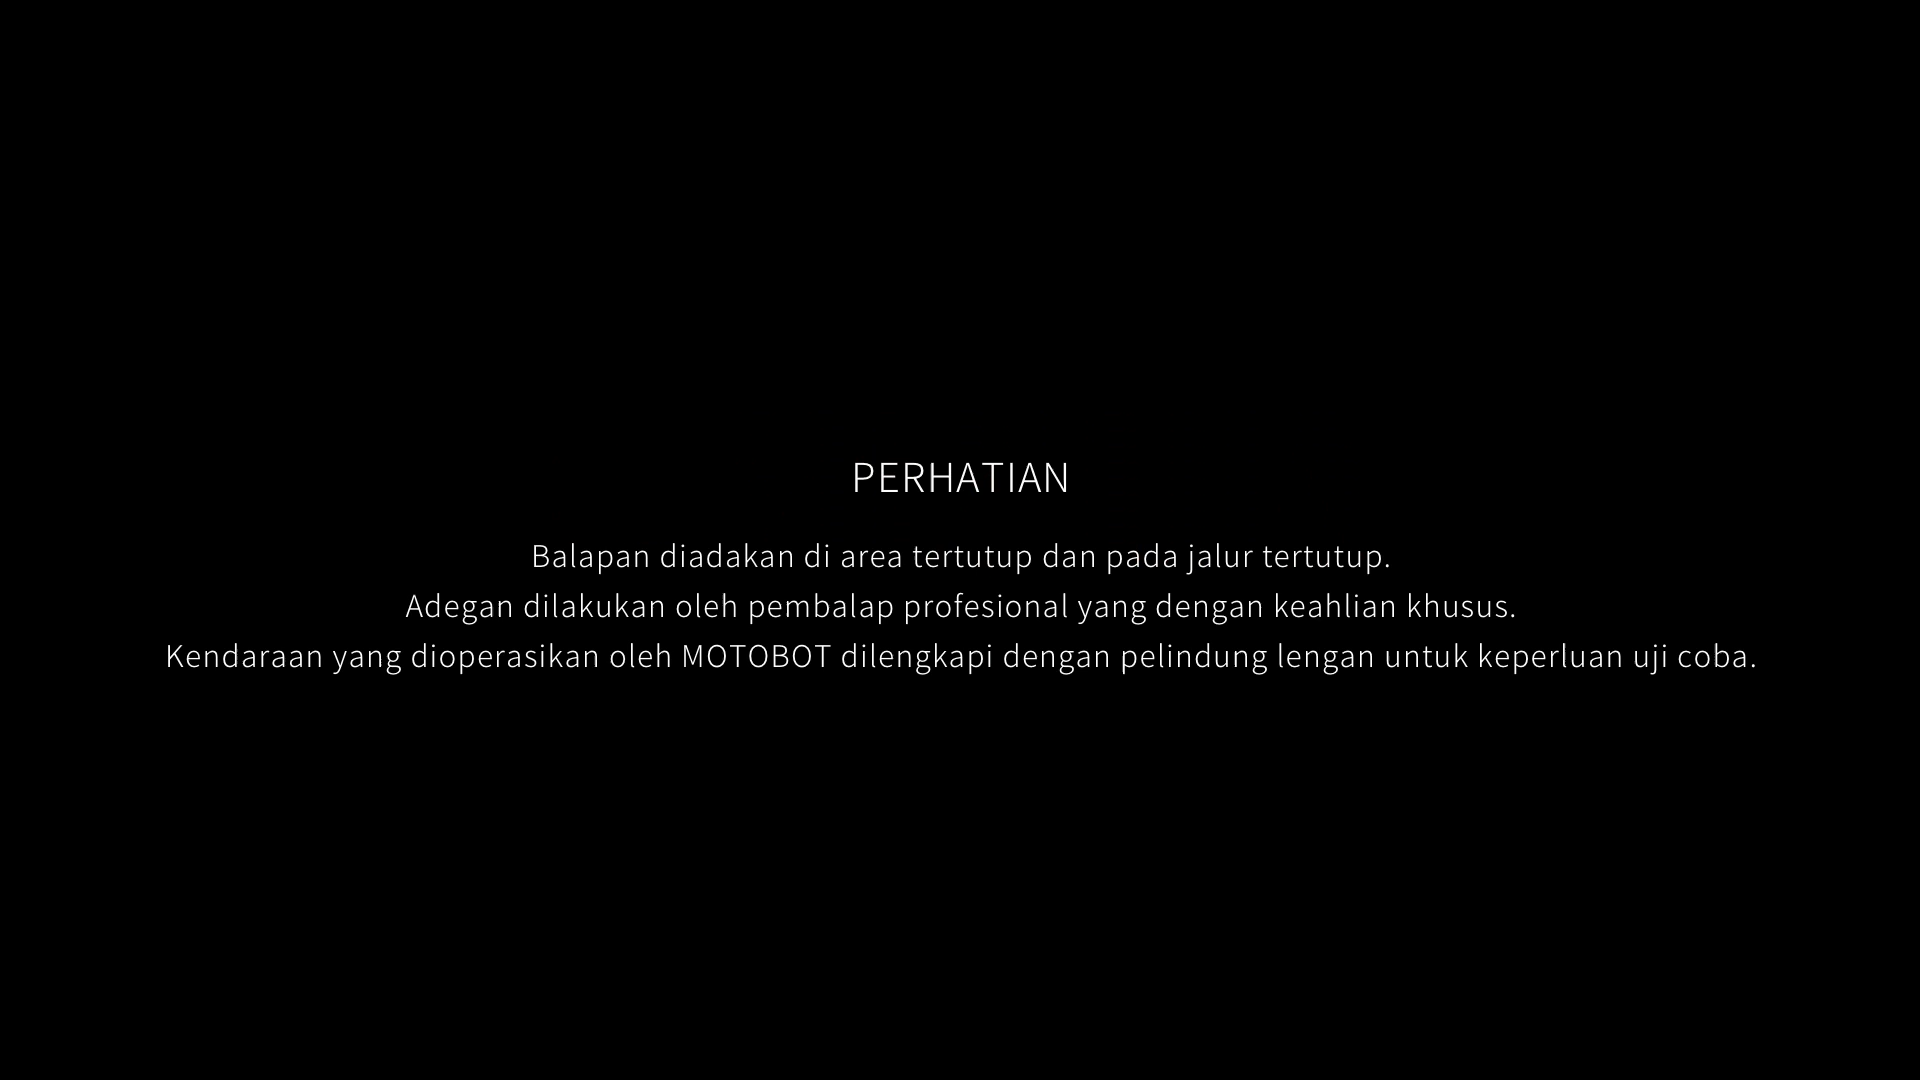 PERHATIAN
Balapan diadakan di area tertutup dan pada jalur tertutup.
Adegan dilakukan oleh pembalap profesional yang dengan keahlian khusus.
Kendaraan yang dioperasikan oleh MOTOBOT dilengkapi dengan pelindung lengan untuk keperluan uji coba.